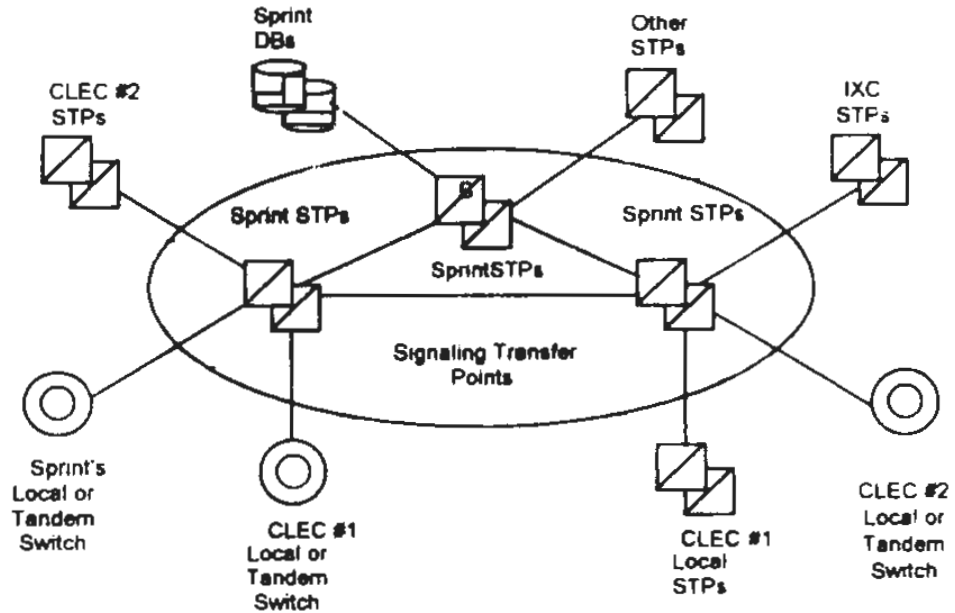 Sprint
DBs
Other
STPs
CLEC #2
STPs
IXC
STPs
Sprint STPs
Sprint STPs
SprintSTPs
Signaling Transfer
Points
Sprint's
Local or
Tandem
Switch
CLEC #1
Local or
Tandem
Switch
CLEC #1
Local
STPs
CLEC #2
Local or
Tandem
Switch